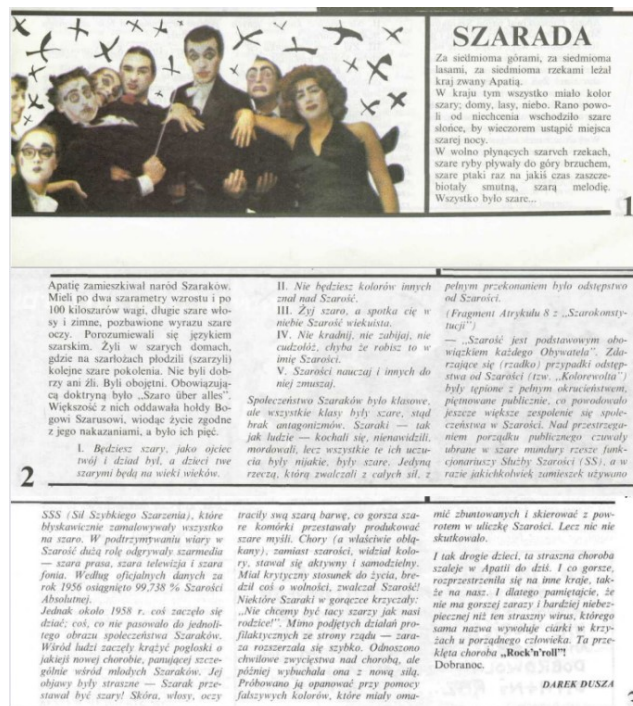 SZARADA
Za siedmioma górami, za siedmioma
lasami, za siedmioma rzekami leżał
kraj zwany Apatią.
W kraju tym wszystko miało kolor
szary; domy, lasy, niebo. Rano powo-
li od niechcenia wschodziło szare
słońce, by wieczorem ustąpić miejsca
szarej nocy.
W wolno płynących szarych rzekach,
szare ryby pływały do góry brzuchem,
szare ptaki raz na jakiś czas zaszcze-
biotały smutną, szarą melodię.
Wszystko było szare...
1
Apatię zamieszkiwał naród Szaraków.
Mieli po dwa szarametry wzrostu i po
100 kiloszarów wagi, długie szare wło-
sy i zimne, pozbawione wyrazu szare
oczy. Porozumiewali się językiem
szarskim. Żyli w szarych domach,
gdzie na szarłożach płodzili (szarzyli)
kolejne szare pokolenia. Nie byli dob-
rzy ani źli. Byli obojętni. Obowiązują-
cą doktryną było „Szaro über alles”.
Większość z nich oddawała hołdy Bo-
gowi Szarusowi, wiodąc życie zgodne
z jego nakazaniami, a było ich pięć.
I. Będziesz szary, jako ojciec
twój i dziad był, a dzieci twe
szarymi będą na wieki wieków.
2
II. Nie będziesz kolorów innych
znał nad Szarość.
III. Żyj szaro, a spotka cię w
niebie Szarość wiekuista.
IV. Nie kradnij, nie zabijaj, nie
cudzołóż, chyba że robisz to w
imię Szarości.
V. Szarości nauczaj i innych do
niej zmuszaj.
Społeczeństwo Szaraków było klasowe,
ale wszystkie klasy były szare, stąd
brak antagonizmów. Szaraki — tak
jak ludzie — kochali się, nienawidzili,
mordowali, lecz wszystkie te ich uczu-
cia były nijakie, były szare. Jedyną
rzeczą, którą zwalczali z całych sił, z
pełnym przekonaniem było odstępstwo
od Szarości.
(Fragment Atrykułu 8 z „Szarokonsty-
tucji”)
— „Szarość jest podstawowym obo-
wiązkiem każdego Obywatela”. Zda-
rzające się (rzadko) przypadki odstęp-
stwa od Szarości (tzw. „Kolorewolta”)
były tępione z pełnym okrucieństwem,
piętnowane publicznie, co powodowało
jeszcze większe zespolenie się społe-
czeństwa w Szarości. Nad przestrzega-
niem porządku publicznego czuwały
ubrane w szare mundury rzesze funk-
cjonariuszy Służby Szarości (SS), a w
razie jakichkolwiek zamieszek używano
SSS (Sił Szybkiego Szarzenia), które
błyskawicznie zamalowywały wszystko
na szaro. W podtrzymywaniu wiary w
Szarość dużą rolę odgrywały szarmedia
— szara prasa, szara telewizja i szara
fonia. Według oficjalnych danych za
rok 1956 osiągnięto 99,738 % Szarości
Absolutnej.
Jednak około 1958 r. coś zaczęło się
dziać; coś, co nie pasowało do jednoli-
tego obrazu społeczeństwa Szaraków.
Wśród ludzi zaczęły krążyć pogłoski o
jakiejś nowej chorobie, panującej szcze-
gólnie wśród młodych Szaraków. Jej
objawy były straszne — Szarak prze-
stawał być szary! Skóra, włosy, oczy
traciły swą szarą barwę, co gorsza sza-
re komórki przestawały produkować
szare myśli. Chory (a właściwie obłą-
kany), zamiast szarości, widział kolo-
ry, stawał się aktywny i samodzielny.
Miał krytyczny stosunek do życia, bre-
dził coś o wolności, zwalczał Szarość!
Niektóre Szaraki w gorączce krzyczały:
„Nie chcemy być tacy szarzy jak nasi
rodzice!”. Mimo podjętych działań pro-
filaktycznych ze strony rządu — zara-
za rozszerzała się szybko. Odnoszono
chwilowe zwycięstwa nad chorobą, ale
później wybuchała ona z nową siłą.
Próbowano ją opanować przy pomocy
fałszywych kolorów, które miały oma-
mić zbuntowanych i skierować z pow-
rotem w uliczkę Szarości. Lecz nic nie
skutkowało.
I tak drogie dzieci, ta straszna choroba
szaleje w Apatii do dziś. I co gorsze,
rozprzestrzeniła się na inne kraje, tak-
że na nasz. I dlatego pamiętajcie, że
nie ma gorszej zarazy i bardziej niebez-
piecznej niż ten straszny wirus, którego
sama nazwa wywołuje ciarki w krzy-
żach u porządnego człowieka. Ta prze-
klęta choroba „Rock'n'roll”!
Dobranoc.
DAREK DUSZA